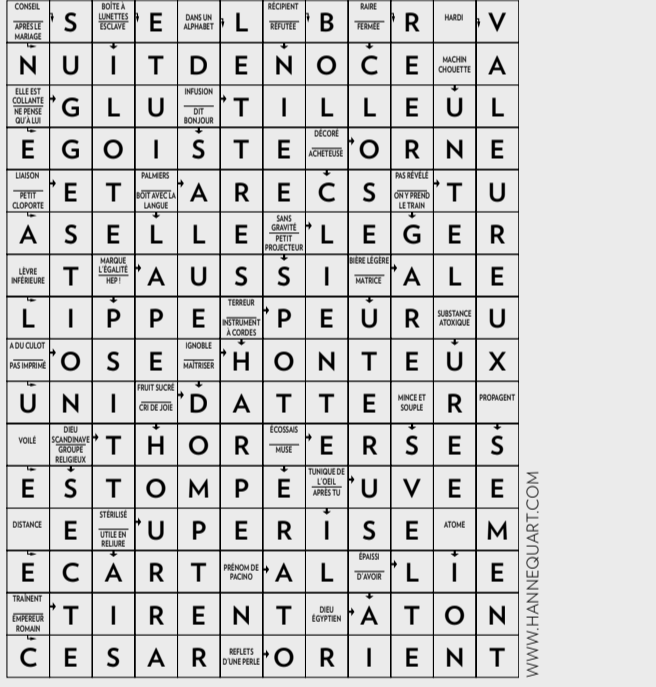 CONSEIL
APRÈS LE
MARIAGE
S
BOÎTE À
LUNETTES
ESCLAVE
E
DANS UN
ALPHABET
L
RÉCIPIENT
RÉFUTÉE
B
RAIRE
FERMÉE
R
HARDI
V
N U I T D E N O C E
MACHIN
CHOUETTE
A
ELLE EST
COLLANTE
NE PENSE
QU'À LUI
G L U
INFUSION
DIT
BONJOUR
T I L L E U L
E G O I S T E
DÉCORÉ
ACHETEUSE
O R N E
LIAISON
PETIT
CLOPORTE
E T
PALMIERS
BOIT AVEC LA
LANGUE
A R E C S
PAS RÉVÉLÉ
ON Y PREND
LE TRAIN
T U
A S E L L E
SANS
GRAVITÉ
PETIT
PROJECTEUR
L E G E R
LÈVRE
INFÉRIEURE
T
MARQUE
L'ÉGALITÉ
HEP !
A U S S I
BIÈRE LÉGÈRE
MATRICE
A L E
L I P P E
TERREUR
INSTRUMENT
À CORDES
P E U R
SUBSTANCE
ATOXIQUE
U
A DU CULOT
PAS IMPRIMÉ
O S E
IGNOBLE
MAÎTRISER
H O N T E U X
U N I
FRUIT SUCRÉ
CRI DE JOIE
D A T T E
MINCE ET
SOUPLE
R
PROPAGENT
VOILÉ
DIEU
SCANDINAVE
GROUPE
RELIGIEUX
T H O R
ÉCOSSAIS
MUSE
E R S E S
E S T O M P E
TUNIQUE DE
L'OEIL
APRÈS TU
U V E E
DISTANCE
E
STÉRILISÉ
UTILE EN
RELIURE
U P E R I S E
ATOME
M
E C A R T
PRÉNOM DE
PACINO
A L
ÉPAISSI
D'AVOIR
L I E
TRAÎNENT
EMPEREUR
ROMAIN
T I R E N T
DIEU
ÉGYPTIEN
A T O N
C E S A R
REFLETS
D'UNE PERLE
O R I E N T
WWW.HANNEQUART.COM